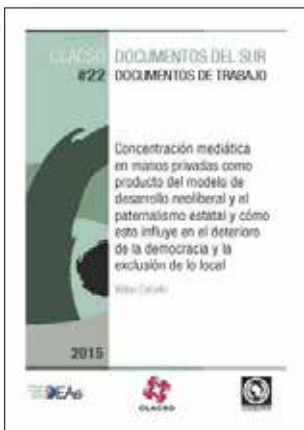 CLACSO DOCUMENTOS DEL SUR
#22 DOCUMENTOS DE TRABAJO
Concentración mediática
en manos privadas como
producto del modelo de
desarrollo neoliberal y el
paternalismo estatal y cómo
esto influye en el deterioro
de la democracia y la
exclusión de lo local
2015
CLACSO